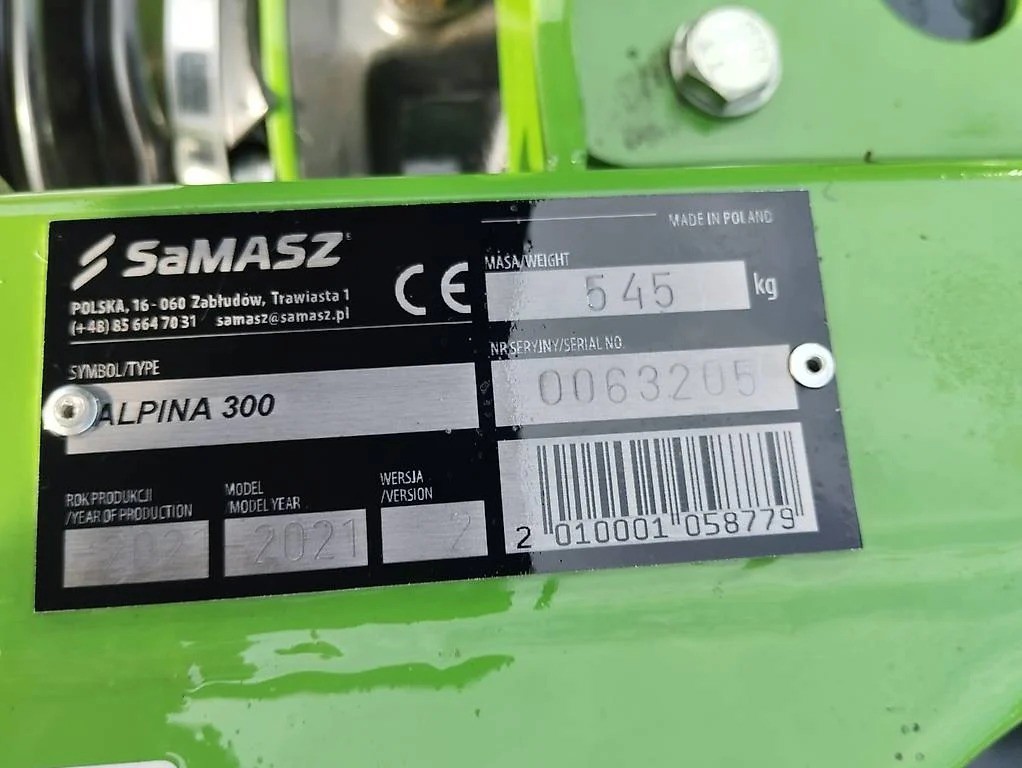 SaMASZ
POLSKA, 16-060 Zabłudów, Trawiasta 1
(+48) 85 664 70 31 samasz@samasz.pl
CE
MADE IN POLAND
MASA/WEIGHT
545 kg
SYMBOL/TYPE
ALPINA 300
NR SERYJNY/SERIAL NO
0063205
ROK PRODUKCJI
/YEAR OF PRODUCTION
2021
MODEL
/MODEL YEAR
2021
WERSJA
/VERSION
2
2 010001 058779